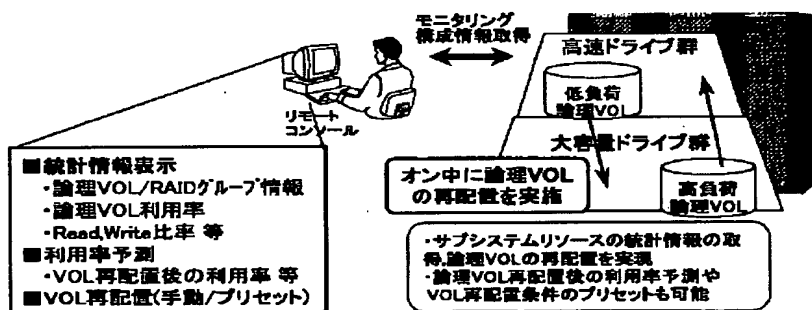 モニタリング
構成情報取得
高速ドライブ群
低負荷
論理VOL
リモート
コンソール
大容量ドライブ群
オン中に論理VOL
の再配置を実施
高負荷
論理VOL
■統計情報表示
・論理VOL/RAIDグループ情報
・論理VOL利用率
・Read,Write比率 等
■利用率予測
・VOL再配置後の利用率 等
■VOL再配置(手動/プリセット)
・サブシステムリソースの統計情報の取
得,論理VOLの再配置を実現
・論理VOL再配置後の利用率予測や
VOL再配置条件のプリセットも可能